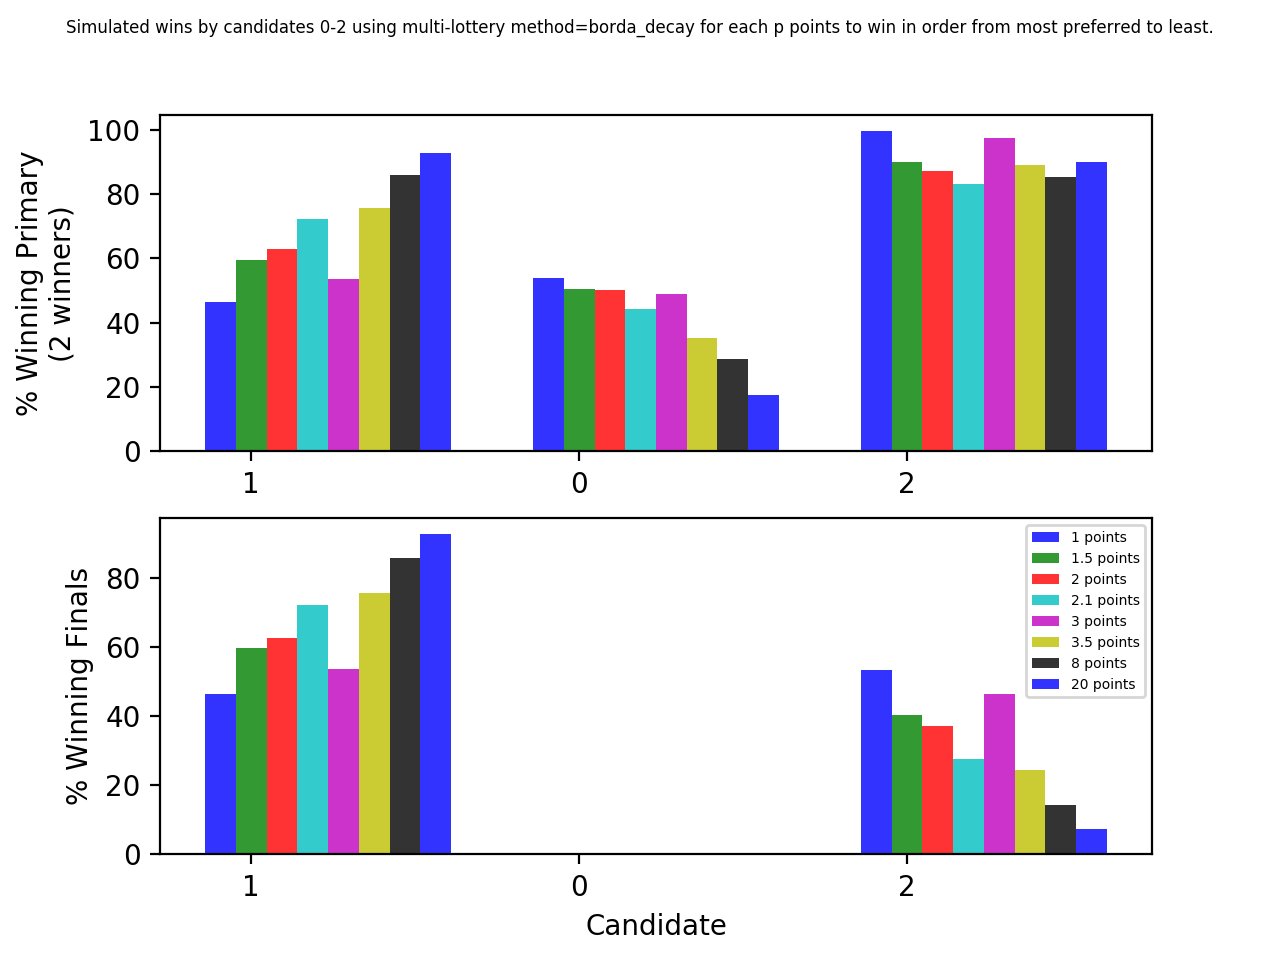 Simulated wins by candidates 0-2 using multi-lottery method=borda_decay for each p points to win in order from most preferred to least.
% Winning Primary
(2 winners)
100
80
60
40
20
0
1
0
2
% Winning Finals
80
60
40
20
0
1 points
1.5 points
2 points
2.1 points
3 points
3.5 points
8 points
20 points
1
0
2
Candidate